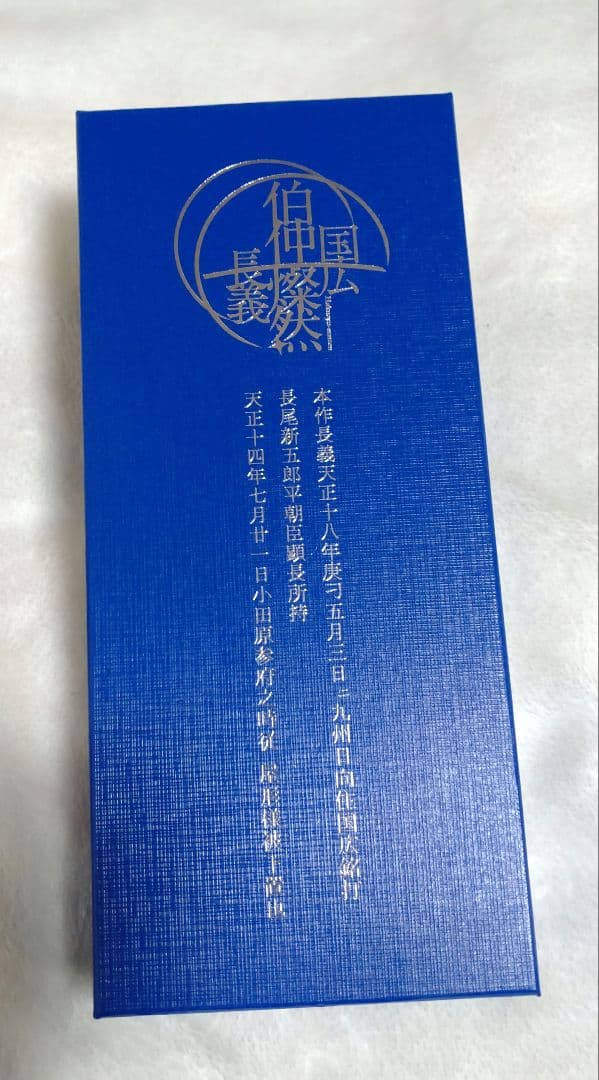 伯仲燦然
国広
長義
本作長義天正十八年庚刁五月三日ニ九州日向住国広銘打
長尾新五郎平朝臣顕長所持
天正十四年七月廿一日小田原参府之時従 屋形様被下置也